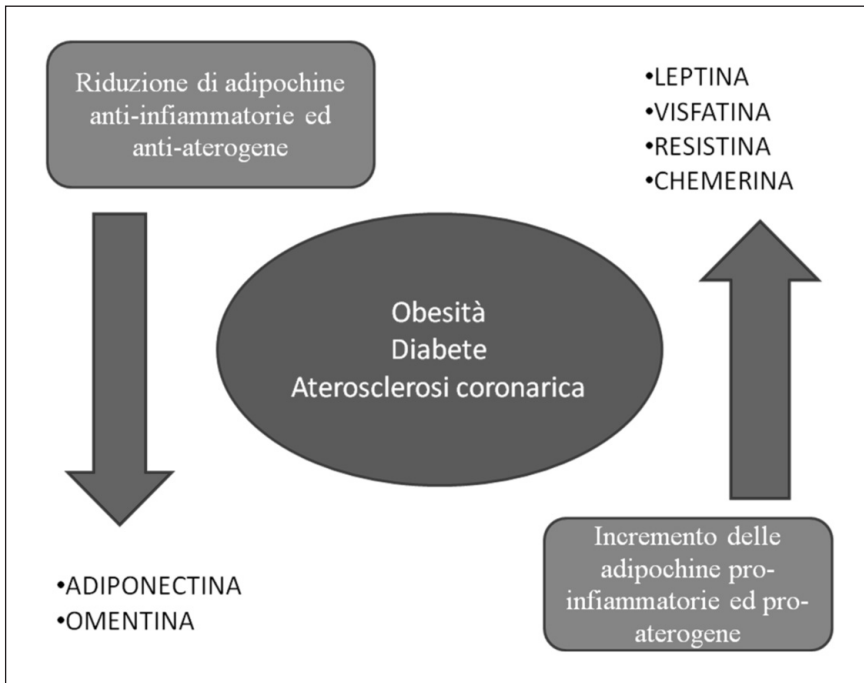 Riduzione di adipochine
anti-infiammatorie ed
anti-aterogene
•LEPTINA
•VISFATINA
•RESISTINA
•CHEMERINA
Obesità
Diabete
Aterosclerosi coronarica
•ADIPONECTINA
•OMENTINA
Incremento delle
adipochine pro-
infiammatorie ed pro-
aterogene